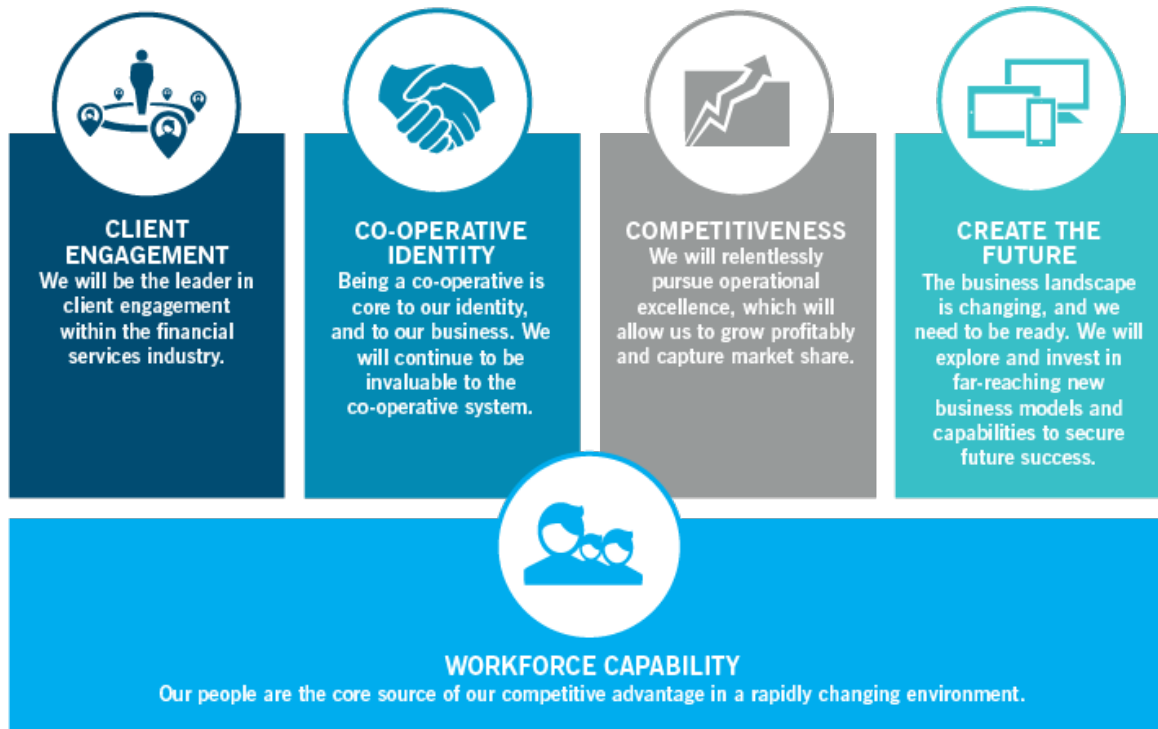 CLIENT
ENGAGEMENT
We will be the leader in
client engagement
within the financial
services industry.
CO-OPERATIVE
IDENTITY
Being a co-operative is
core to our identity,
and to our business. We
will continue to be
invaluable to the
co-operative system.
COMPETITIVENESS
We will relentlessly
pursue operational
excellence, which will
allow us to grow profitably
and capture market share.
CREATE THE
FUTURE
The business landscape
is changing, and we
need to be ready. We will
explore and invest in
far-reaching new
business models and
capabilities to secure
future success.
WORKFORCE CAPABILITY
Our people are the core source of our competitive advantage in a rapidly changing environment.